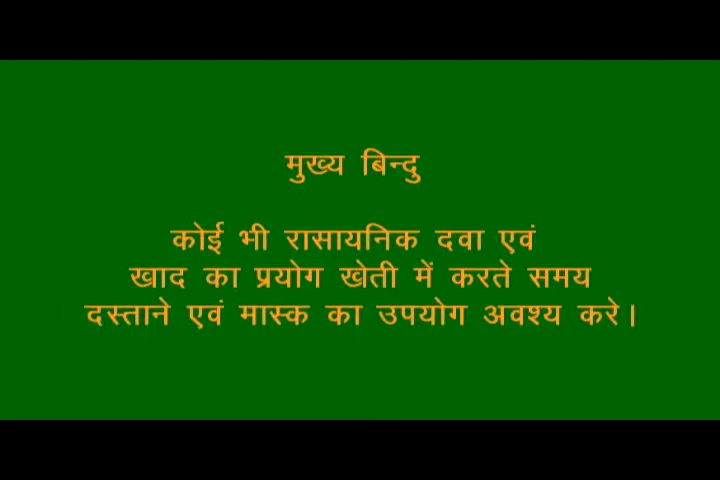 मुख्य बिन्दु
कोई भी रासायनिक दवा एवं
खाद का प्रयोग खेती में करते समय
दस्ताने एवं मास्क का उपयोग अवश्य करे।